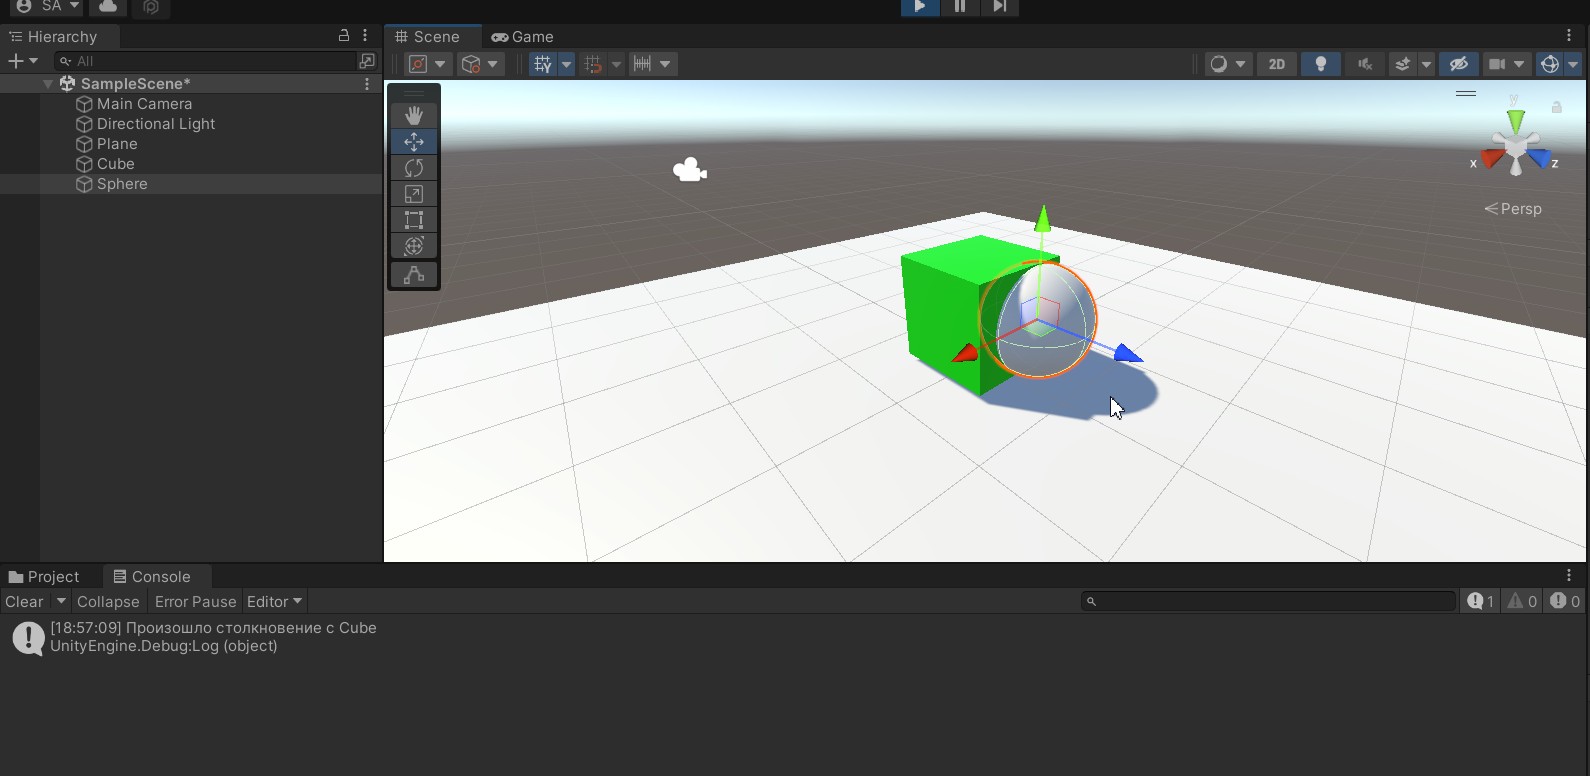 SA
Hierarchy
All
SampleScene*
Main Camera
Directional Light
Plane
Cube
Sphere
Scene
Game
2D
y
x
z
Persp
Project
Console
Clear
Collapse
Error Pause
Editor
1
0
0
[18:57:09] Произошло столкновение с Cube
UnityEngine.Debug:Log (object)